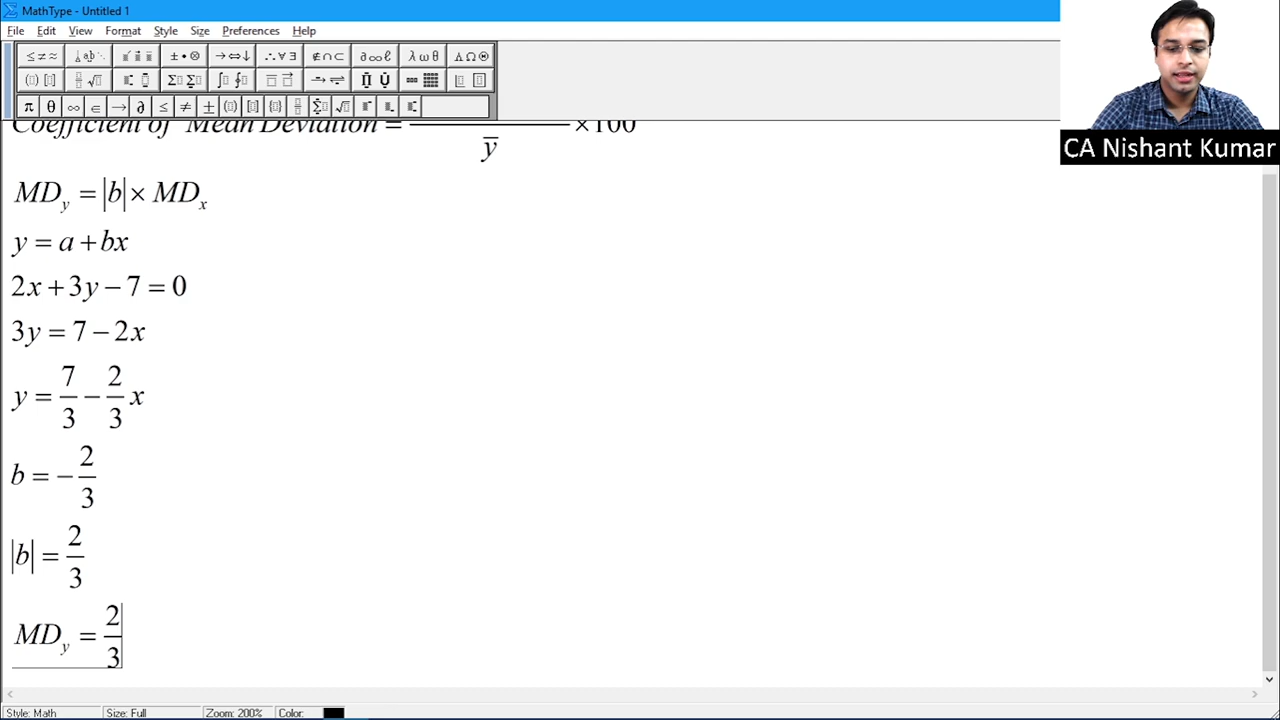 MathType - Untitled 1
File Edit View Format Style Size Preferences Help
Coefficient of Mean Deviation = ――― ×100
y̅
CA Nishant Kumar
MD_y = |b| × MD_x
y = a + bx
2x + 3y − 7 = 0
3y = 7 − 2x
y = 7/3 − 2/3 x
b = − 2/3
|b| = 2/3
MD_y = 2/3
Style: Math Size: Full Zoom: 200% Color: